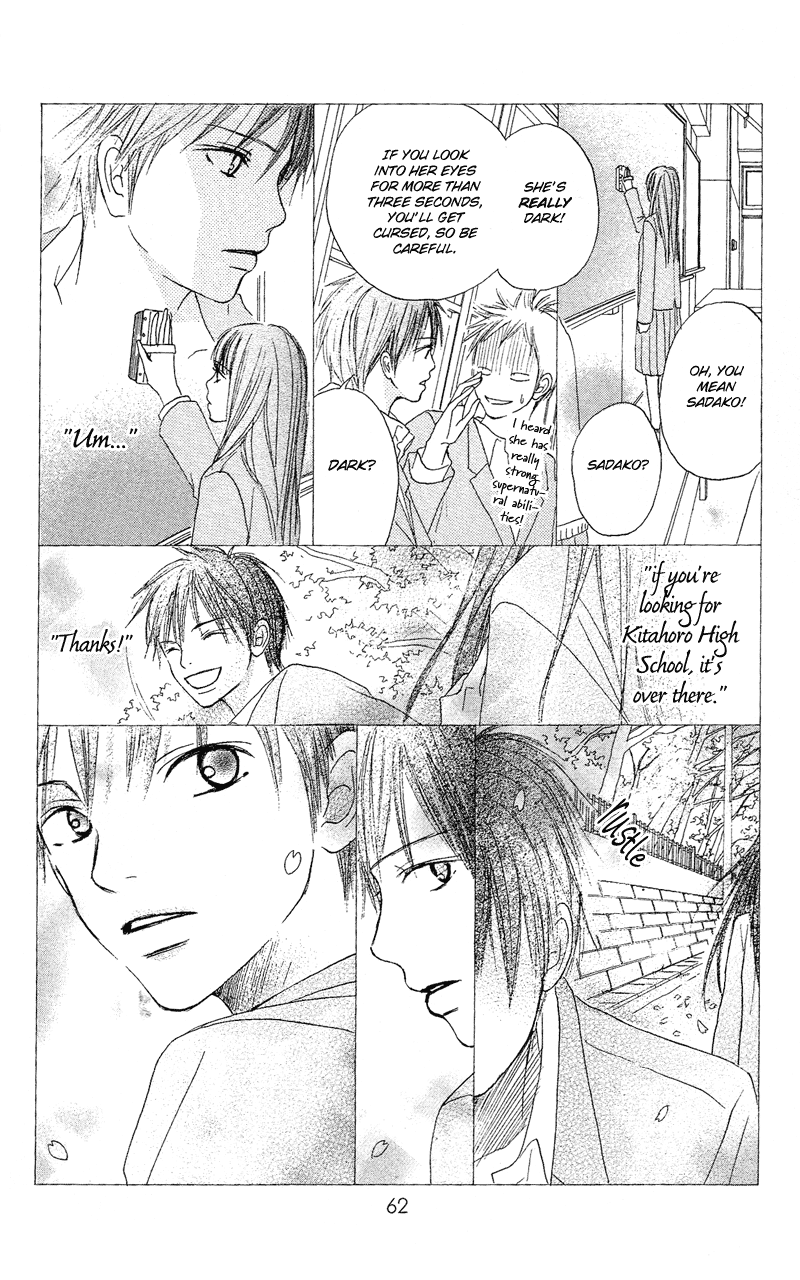 OH, YOU
MEAN
SADAKO!
SADAKO?
SHE'S
REALLY
DARK!
IF YOU LOOK
INTO HER EYES
FOR MORE THAN
THREE SECONDS,
YOU'LL GET
CURSED, SO BE
CAREFUL.
I heard
she has
really
strong
supernatu-
ral abili-
ties!
DARK?
"Um..."
"if you're
looking for
Kitahoro High
School, it's
over there."
"Thanks!"
rustle
62